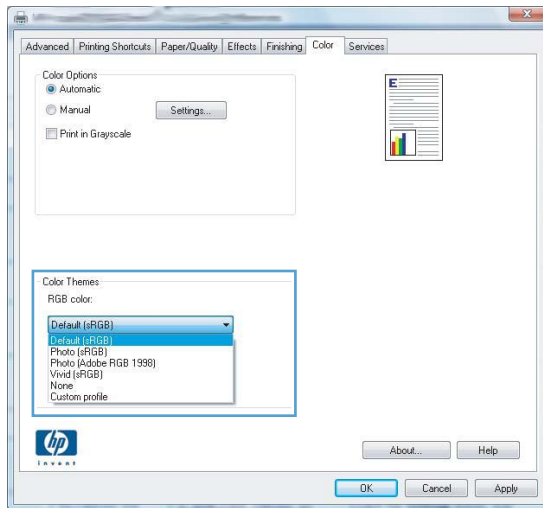 Advanced Printing Shortcuts Paper/Quality Effects Finishing Color Services
Color Options
Automatic
Manual Settings...
Print in Grayscale
E
Color Themes
RGB color:
Default (sRGB)
Default (sRGB)
Photo (sRGB)
Photo (Adobe RGB 1998)
Vivid (sRGB)
None
Custom profile
hp
invent
About... Help
OK Cancel Apply